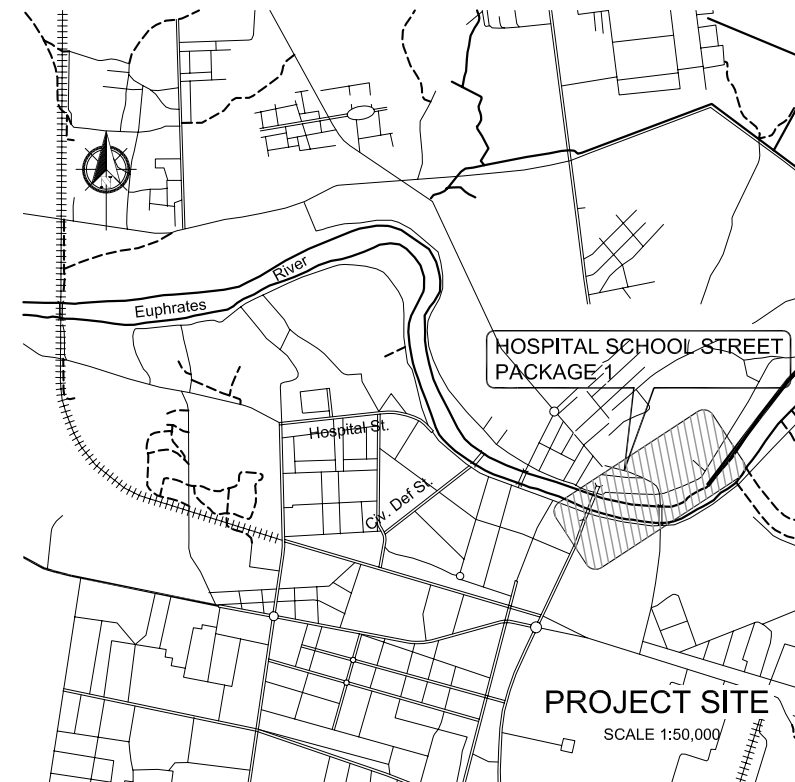 Euphrates River
HOSPITAL SCHOOL STREET
PACKAGE 1
Hospital St.
Civ. Def St.
PROJECT SITE
SCALE 1:50,000